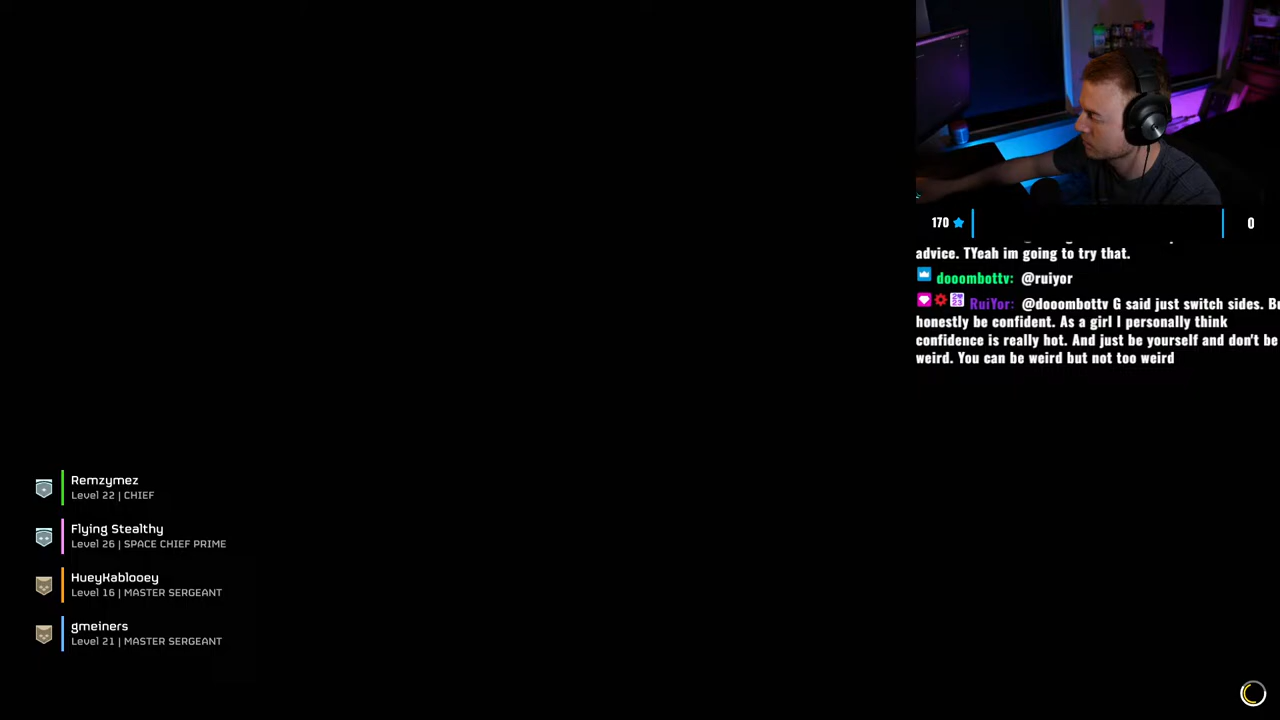 170
0
advice. TYeah im going to try that.
dooombottv: @ruiyor
RuiYor: @dooombottv G said just switch sides. Bu
honestly be confident. As a girl I personally think
confidence is really hot. And just be yourself and don't be
weird. You can be weird but not too weird
Remzymez
Level 22 | CHIEF
Flying Stealthy
Level 26 | SPACE CHIEF PRIME
HueyKablooey
Level 16 | MASTER SERGEANT
gmeiners
Level 21 | MASTER SERGEANT